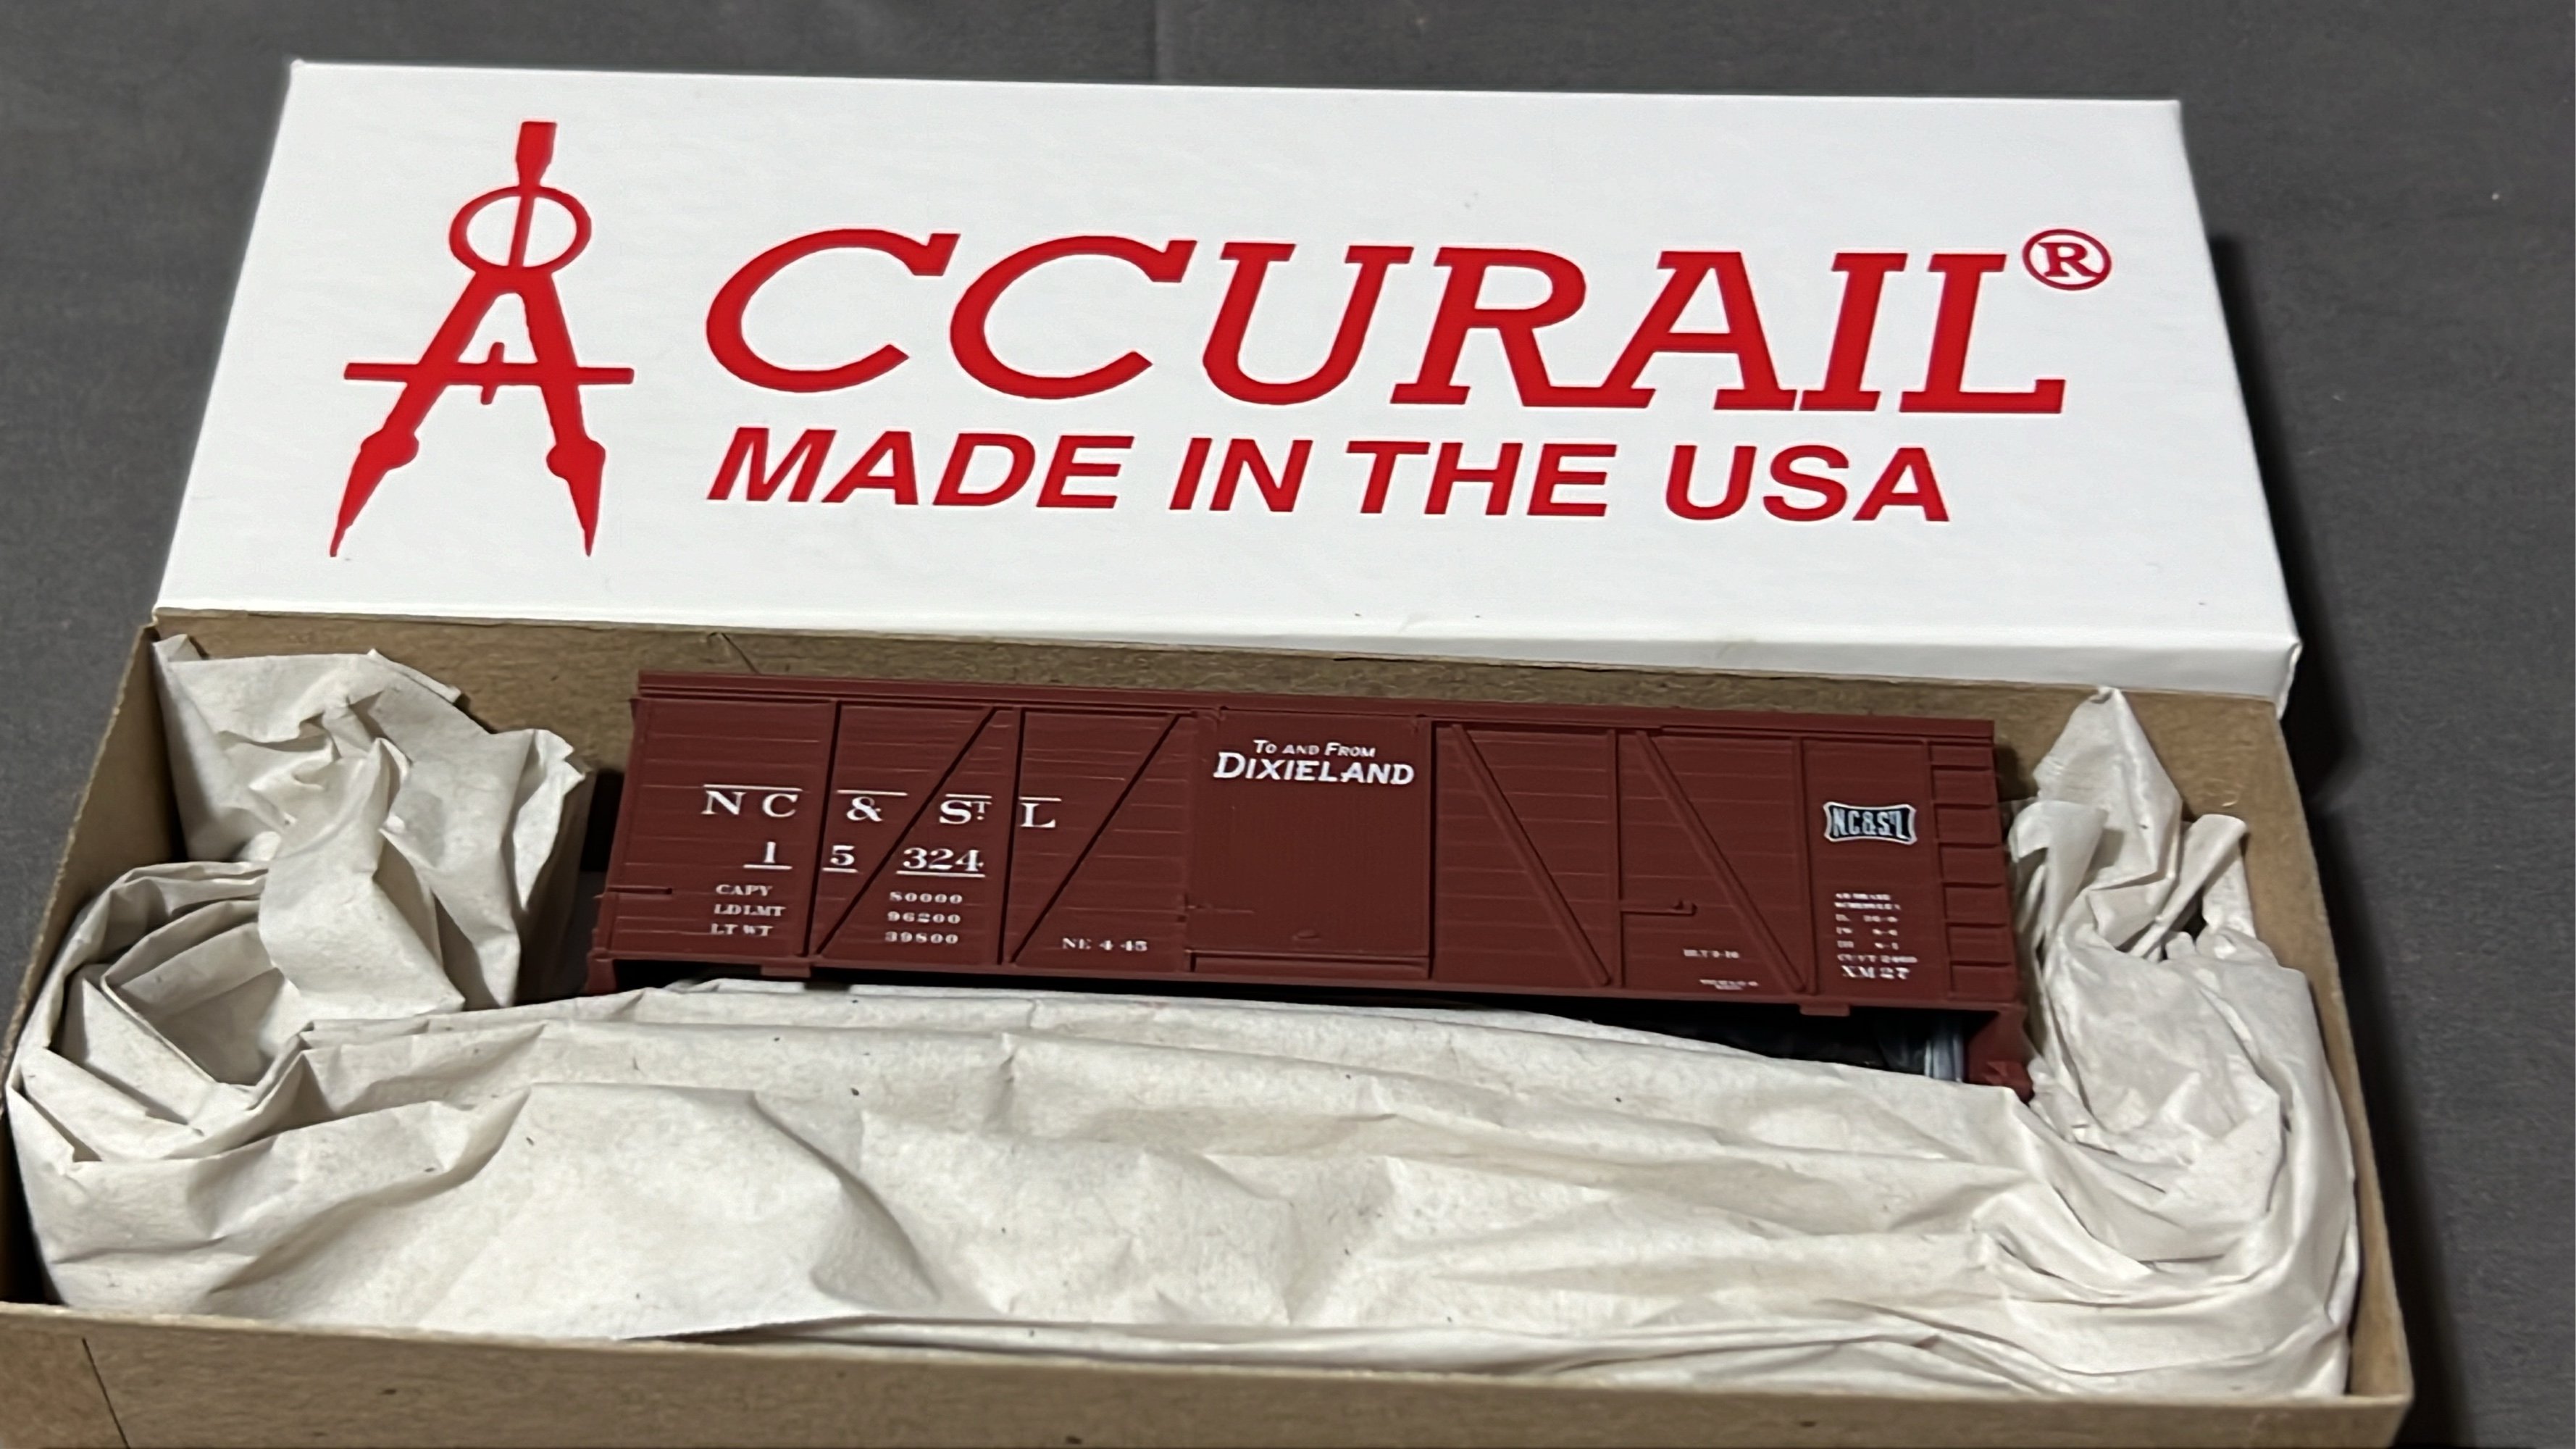 ACCURAIL®
MADE IN THE USA
TO AND FROM
DIXIELAND
NC & ST. L
15324
CAPY 80000
LD LMT 96200
LT WT 39800
NE 4-45
NC&STL
XM27